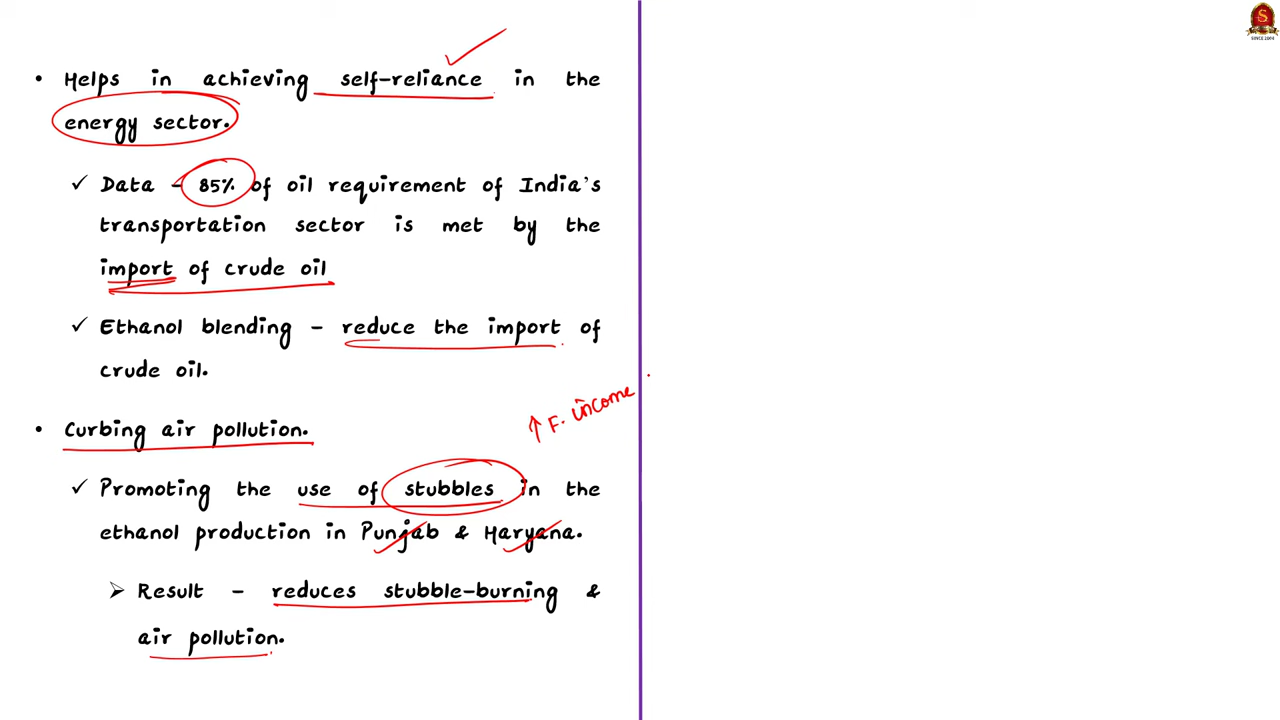 • Helps in achieving self-reliance in the
energy sector.
✓ Data - 85% of oil requirement of India's
transportation sector is met by the
import of crude oil
✓ Ethanol blending – reduce the import of
crude oil.
↑ F. income
• Curbing air pollution.
✓ Promoting the use of stubbles in the
ethanol production in Punjab & Haryana.
➢ Result – reduces stubble-burning &
air pollution.
S
SINCE 2004